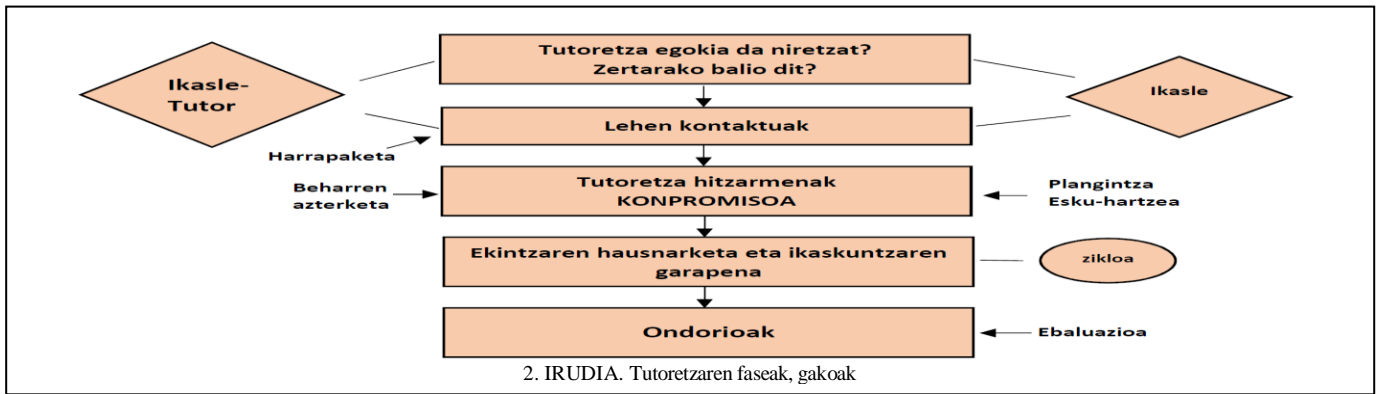 Tutoretza egokia da niretzat?
Zertarako balio dit?
Ikasle-
Tutor
Ikasle
Lehen kontaktuak
Harrapaketa
Beharren
azterketa
Tutoretza hitzarmenak
KONPROMISOA
Plangintza
Esku-hartzea
Ekintzaren hausnarketa eta ikaskuntzaren
garapena
zikloa
Ondorioak
Ebaluazioa
2. IRUDIA. Tutoretzaren faseak, gakoak